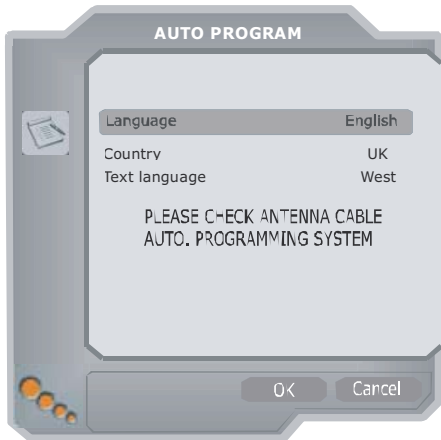 AUTO PROGRAM
Language English
Country UK
Text language West
PLEASE CHECK ANTENNA CABLE
AUTO. PROGRAMMING SYSTEM
OK Cancel